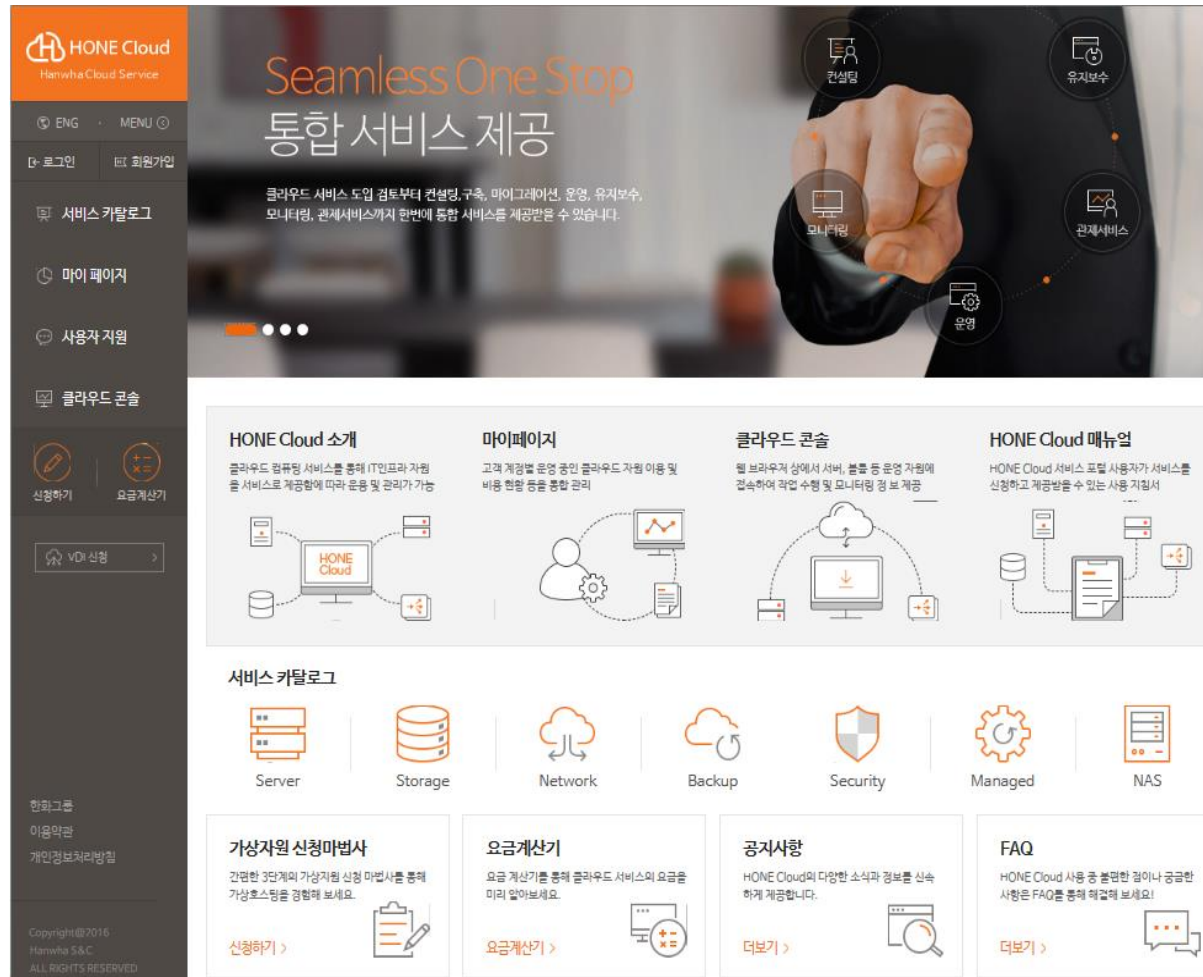 HONE Cloud
Hanwha Cloud Service
ENG · MENU
로그인
회원가입
서비스 카탈로그
마이 페이지
사용자 지원
클라우드 콘솔
신청하기
요금계산기
VDI 신청 >
한화그룹
이용약관
개인정보처리방침
Copyright@2016
Hanwha S&C
ALL RIGHTS RESERVED
Seamless One Stop
통합 서비스 제공
클라우드 서비스 도입 검토부터 컨설팅,구축, 마이그레이션, 운영, 유지보수,
모니터링, 관제서비스까지 한번에 통합 서비스를 제공받을 수 있습니다.
컨설팅
유지보수
모니터링
관제서비스
운영
HONE Cloud 소개
클라우드 컴퓨팅 서비스를 통해 IT인프라 자원
을 서비스로 제공함에 따라 운용 및 관리가 가능
HONE
Cloud
마이페이지
고객 계정별 운영 중인 클라우드 자원 이용 및
비용 현황 등을 통합 관리
클라우드 콘솔
웹 브라우저 상에서 서버, 볼륨 등 운영 자원에
접속하여 작업 수행 및 모니터링 정 보 제공
HONE Cloud 매뉴얼
HONE Cloud 서비스 포털 사용자가 서비스를
신청하고 제공받을 수 있는 사용 지침서
서비스 카탈로그
Server
Storage
Network
Backup
Security
Managed
NAS
가상자원 신청마법사
간편한 3단계의 가상자원 신청 마법사를 통해
가상호스팅을 경험해 보세요.
신청하기 >
요금계산기
요금 계산기를 통해 클라우드 서비스의 요금을
미리 알아보세요.
요금계산기 >
공지사항
HONE Cloud의 다양한 소식과 정보를 신속
하게 제공합니다.
더보기 >
FAQ
HONE Cloud 사용 중 불편한 점이나 궁금한
사항은 FAQ를 통해 해결해 보세요!
더보기 >